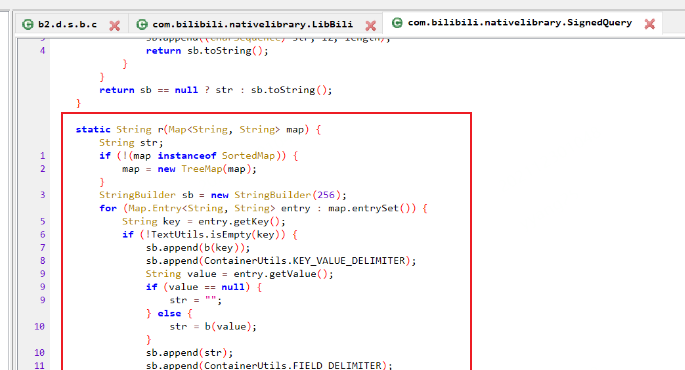 b2.d.s.b.c com.bilibili.nativelibrary.LibBili com.bilibili.nativelibrary.SignedQuery
4 return sb.toString();
}
}
return sb == null ? str : sb.toString();
}
static String r(Map<String, String> map) {
String str;
1 if (!(map instanceof SortedMap)) {
2 map = new TreeMap(map);
}
3 StringBuilder sb = new StringBuilder(256);
for (Map.Entry<String, String> entry : map.entrySet()) {
5 String key = entry.getKey();
6 if (!TextUtils.isEmpty(key)) {
7 sb.append(b(key));
8 sb.append(ContainerUtils.KEY_VALUE_DELIMITER);
9 String value = entry.getValue();
9 if (value == null) {
9 str = "";
} else {
10 str = b(value);
}
10 sb.append(str);
11 sb.append(ContainerUtils.FIELD_DELIMITER);